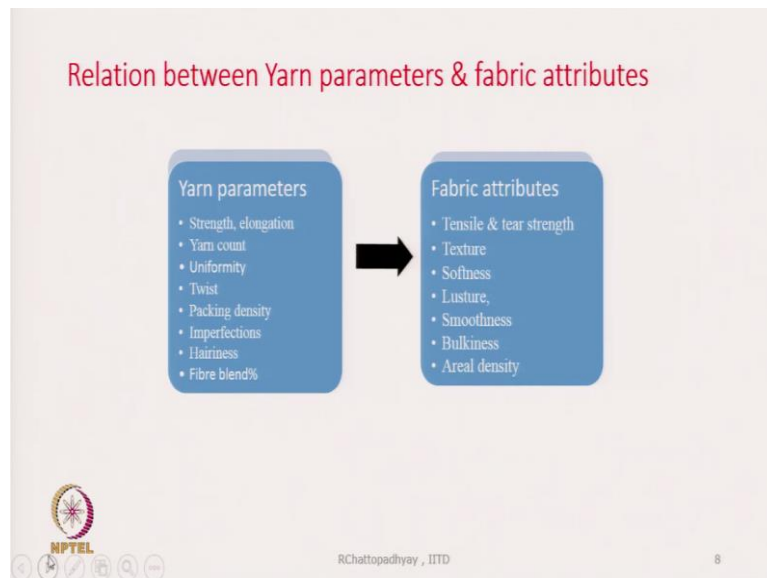 Relation between Yarn parameters & fabric attributes
Yarn parameters
• Strength, elongation
• Yarn count
• Uniformity
• Twist
• Packing density
• Imperfections
• Hairiness
• Fibre blend%
Fabric attributes
• Tensile & tear strength
• Texture
• Softness
• Lusture,
• Smoothness
• Bulkiness
• Areal density
NPTEL
RChattopadhyay , IITD
8